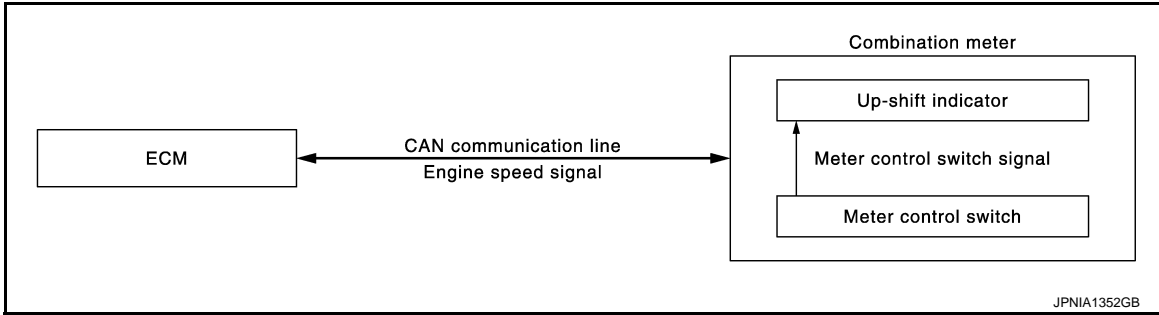 Combination meter
Up-shift indicator
ECM
CAN communication line
Engine speed signal
Meter control switch signal
Meter control switch
JPNIA1352GB